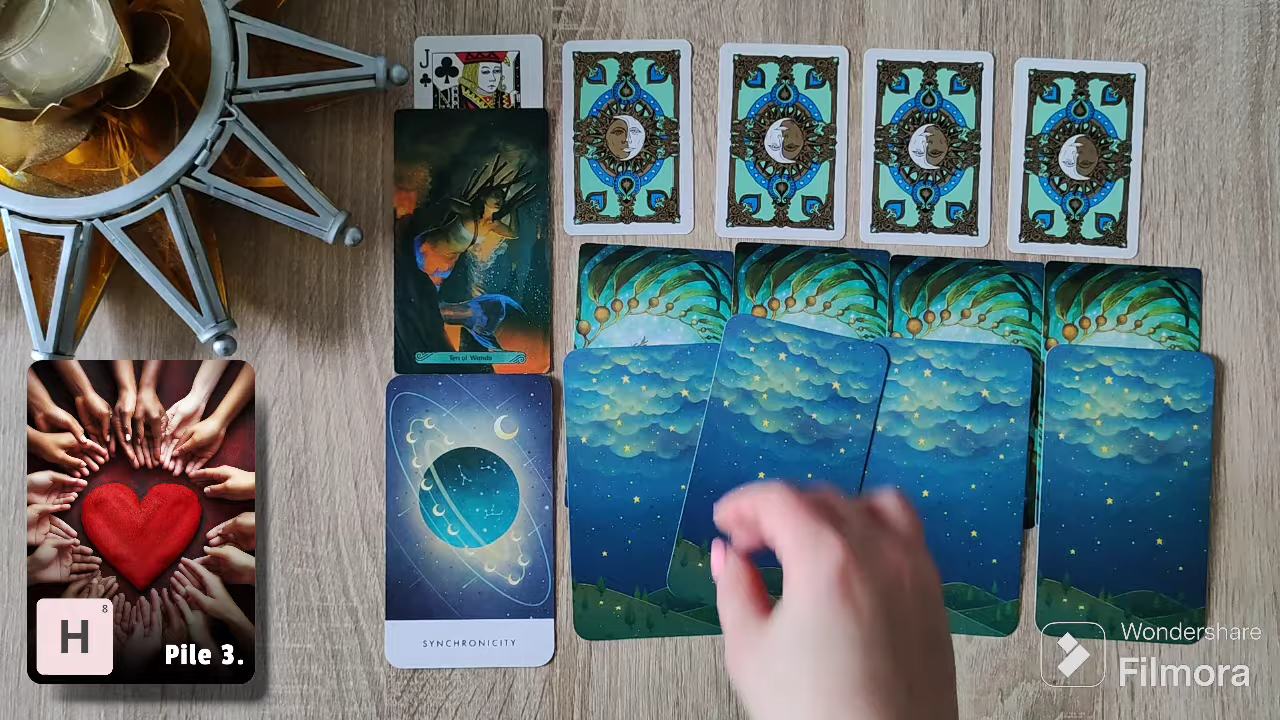 J
Ten of Wands
SYNCHRONICITY
8
H
Pile 3.
Wondershare
Filmora